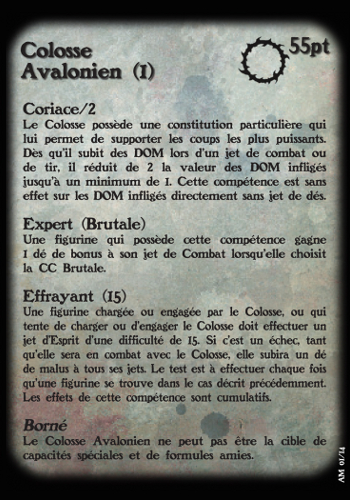 Colosse
Avalonien (1)
55pt
Coriace/2
Le Colosse possède une constitution particulière qui
lui permet de supporter les coups les plus puissants.
Dès qu'il subit des DOM lors d'un jet de combat ou
de tir, il réduit de 2 la valeur des DOM infligés
jusqu'à un minimum de 1. Cette compétence est sans
effet sur les DOM infligés directement sans jet de dés.
Expert (Brutale)
Une figurine qui possède cette compétence gagne
1 dé de bonus à son jet de Combat lorsqu'elle choisit
la CC Brutale.
Effrayant (15)
Une figurine chargée ou engagée par le Colosse, ou qui
tente de charger ou d'engager le Colosse doit effectuer un
jet d'Esprit d'une difficulté de 15. Si c'est un échec, tant
qu'elle sera en combat avec le Colosse, elle subira un dé
de malus à tous ses jets. Le test est à effectuer chaque fois
qu'une figurine se trouve dans le cas décrit précédemment.
Les effets de cette compétence sont cumulatifs.
Borné
Le Colosse Avalonien ne peut pas être la cible de
capacités spéciales et de formules amies.
AM 01/14